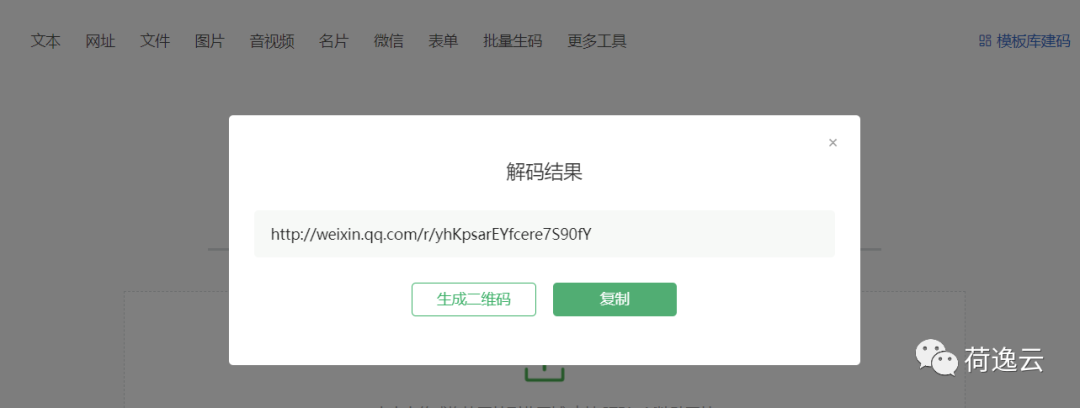 文本 网址 文件 图片 音视频 名片 微信 表单 批量生码 更多工具 模板库建码
×
解码结果
http://weixin.qq.com/r/yhKpsarEYfcere7S90fY
生成二维码 复制
荷逸云